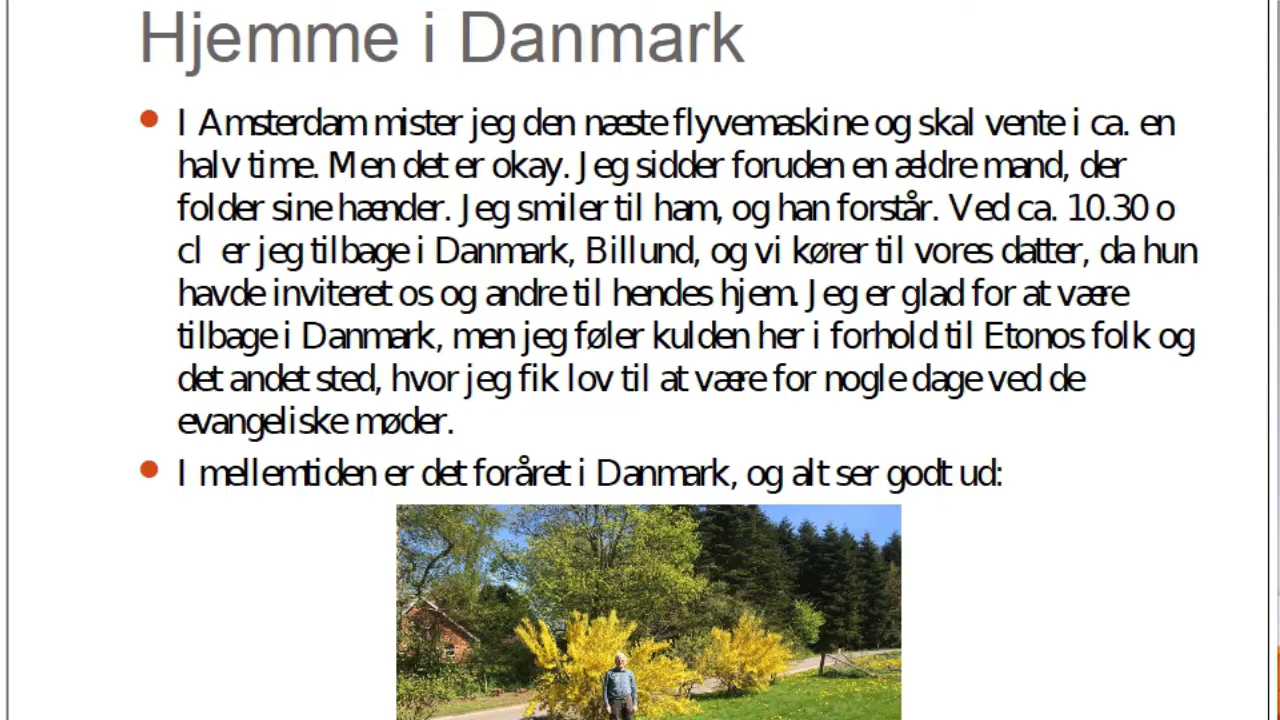 Hjemme i Danmark
I Amsterdam mister jeg den næste flyvemaskine og skal vente i ca. en
halv time. Men det er okay. Jeg sidder foruden en ældre mand, der
folder sine hænder. Jeg smiler til ham, og han forstår. Ved ca. 10.30 o
cl er jeg tilbage i Danmark, Billund, og vi kører til vores datter, da hun
havde inviteret os og andre til hendes hjem. Jeg er glad for at være
tilbage i Danmark, men jeg føler kulden her i forhold til Etonos folk og
det andet sted, hvor jeg fik lov til at være for nogle dage ved de
evangeliske møder.
I mellemtiden er det foråret i Danmark, og alt ser godt ud: